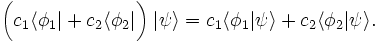 (c₁⟨ϕ₁| + c₂⟨ϕ₂|) |ψ⟩ = c₁⟨ϕ₁|ψ⟩ + c₂⟨ϕ₂|ψ⟩.